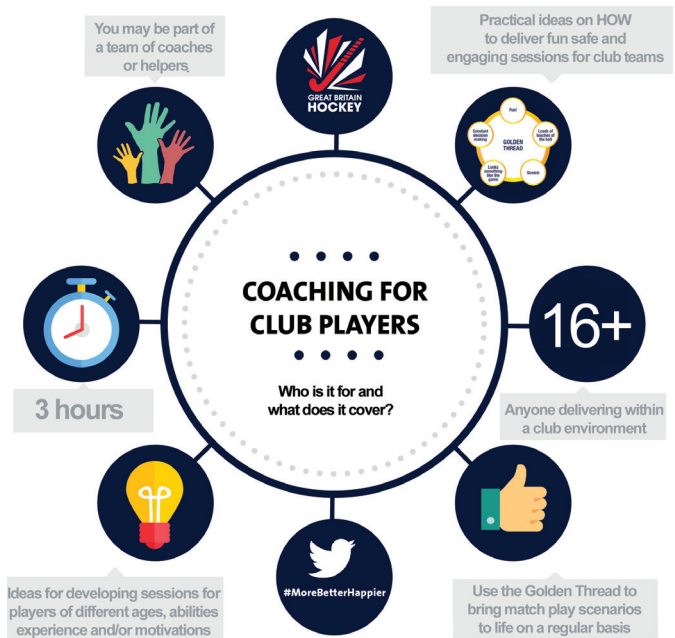 You may be part of
a team of coaches
or helpers
GREAT BRITAIN
HOCKEY
Practical ideas on HOW
to deliver fun safe and
engaging sessions for club teams
Fun!
Constant
decision
making
Loads of
touches of
the ball
GOLDEN
THREAD
Looks
something
like the
game
Stretch
COACHING FOR
CLUB PLAYERS
Who is it for and
what does it cover?
3 hours
16+
Anyone delivering within
a club environment
Ideas for developing sessions for
players of different ages, abilities
experience and/or motivations
#MoreBetterHappier
Use the Golden Thread to
bring match play scenarios
to life on a regular basis